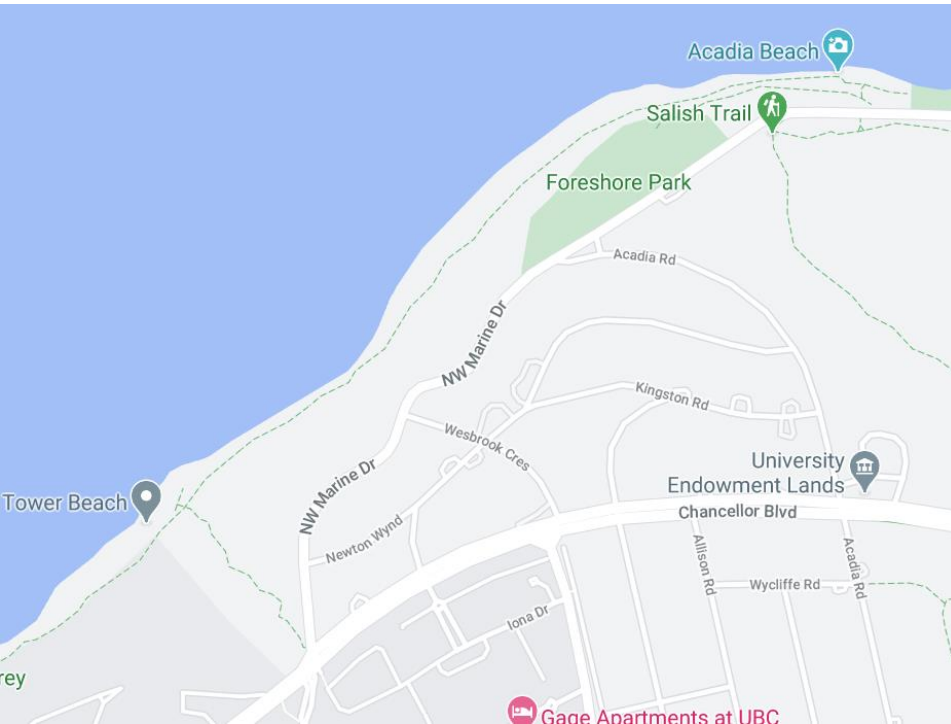 Acadia Beach
Salish Trail
Foreshore Park
Acadia Rd
NW Marine Dr
Kingston Rd
Wesbrook Cres
University
Endowment Lands
NW Marine Dr
Tower Beach
Chancellor Blvd
Newton Wynd
Allison Rd
Acadia Rd
Wycliffe Rd
Iona Dr
rey
Gage Apartments at UBC